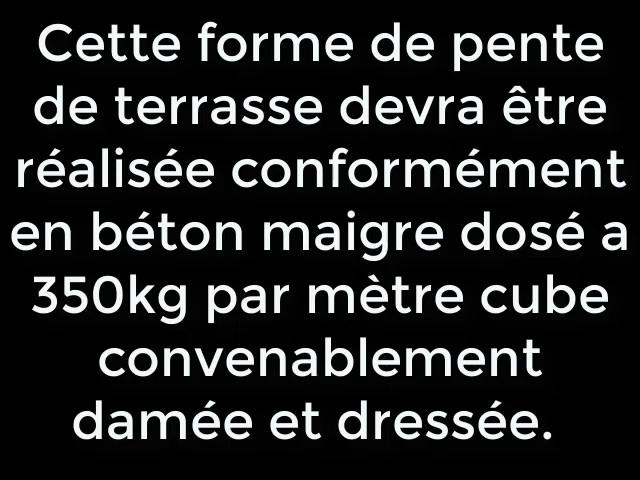 Cette forme de pente
de terrasse devra être
réalisée conformément
en béton maigre dosé a
350kg par mètre cube
convenablement
damée et dressée.